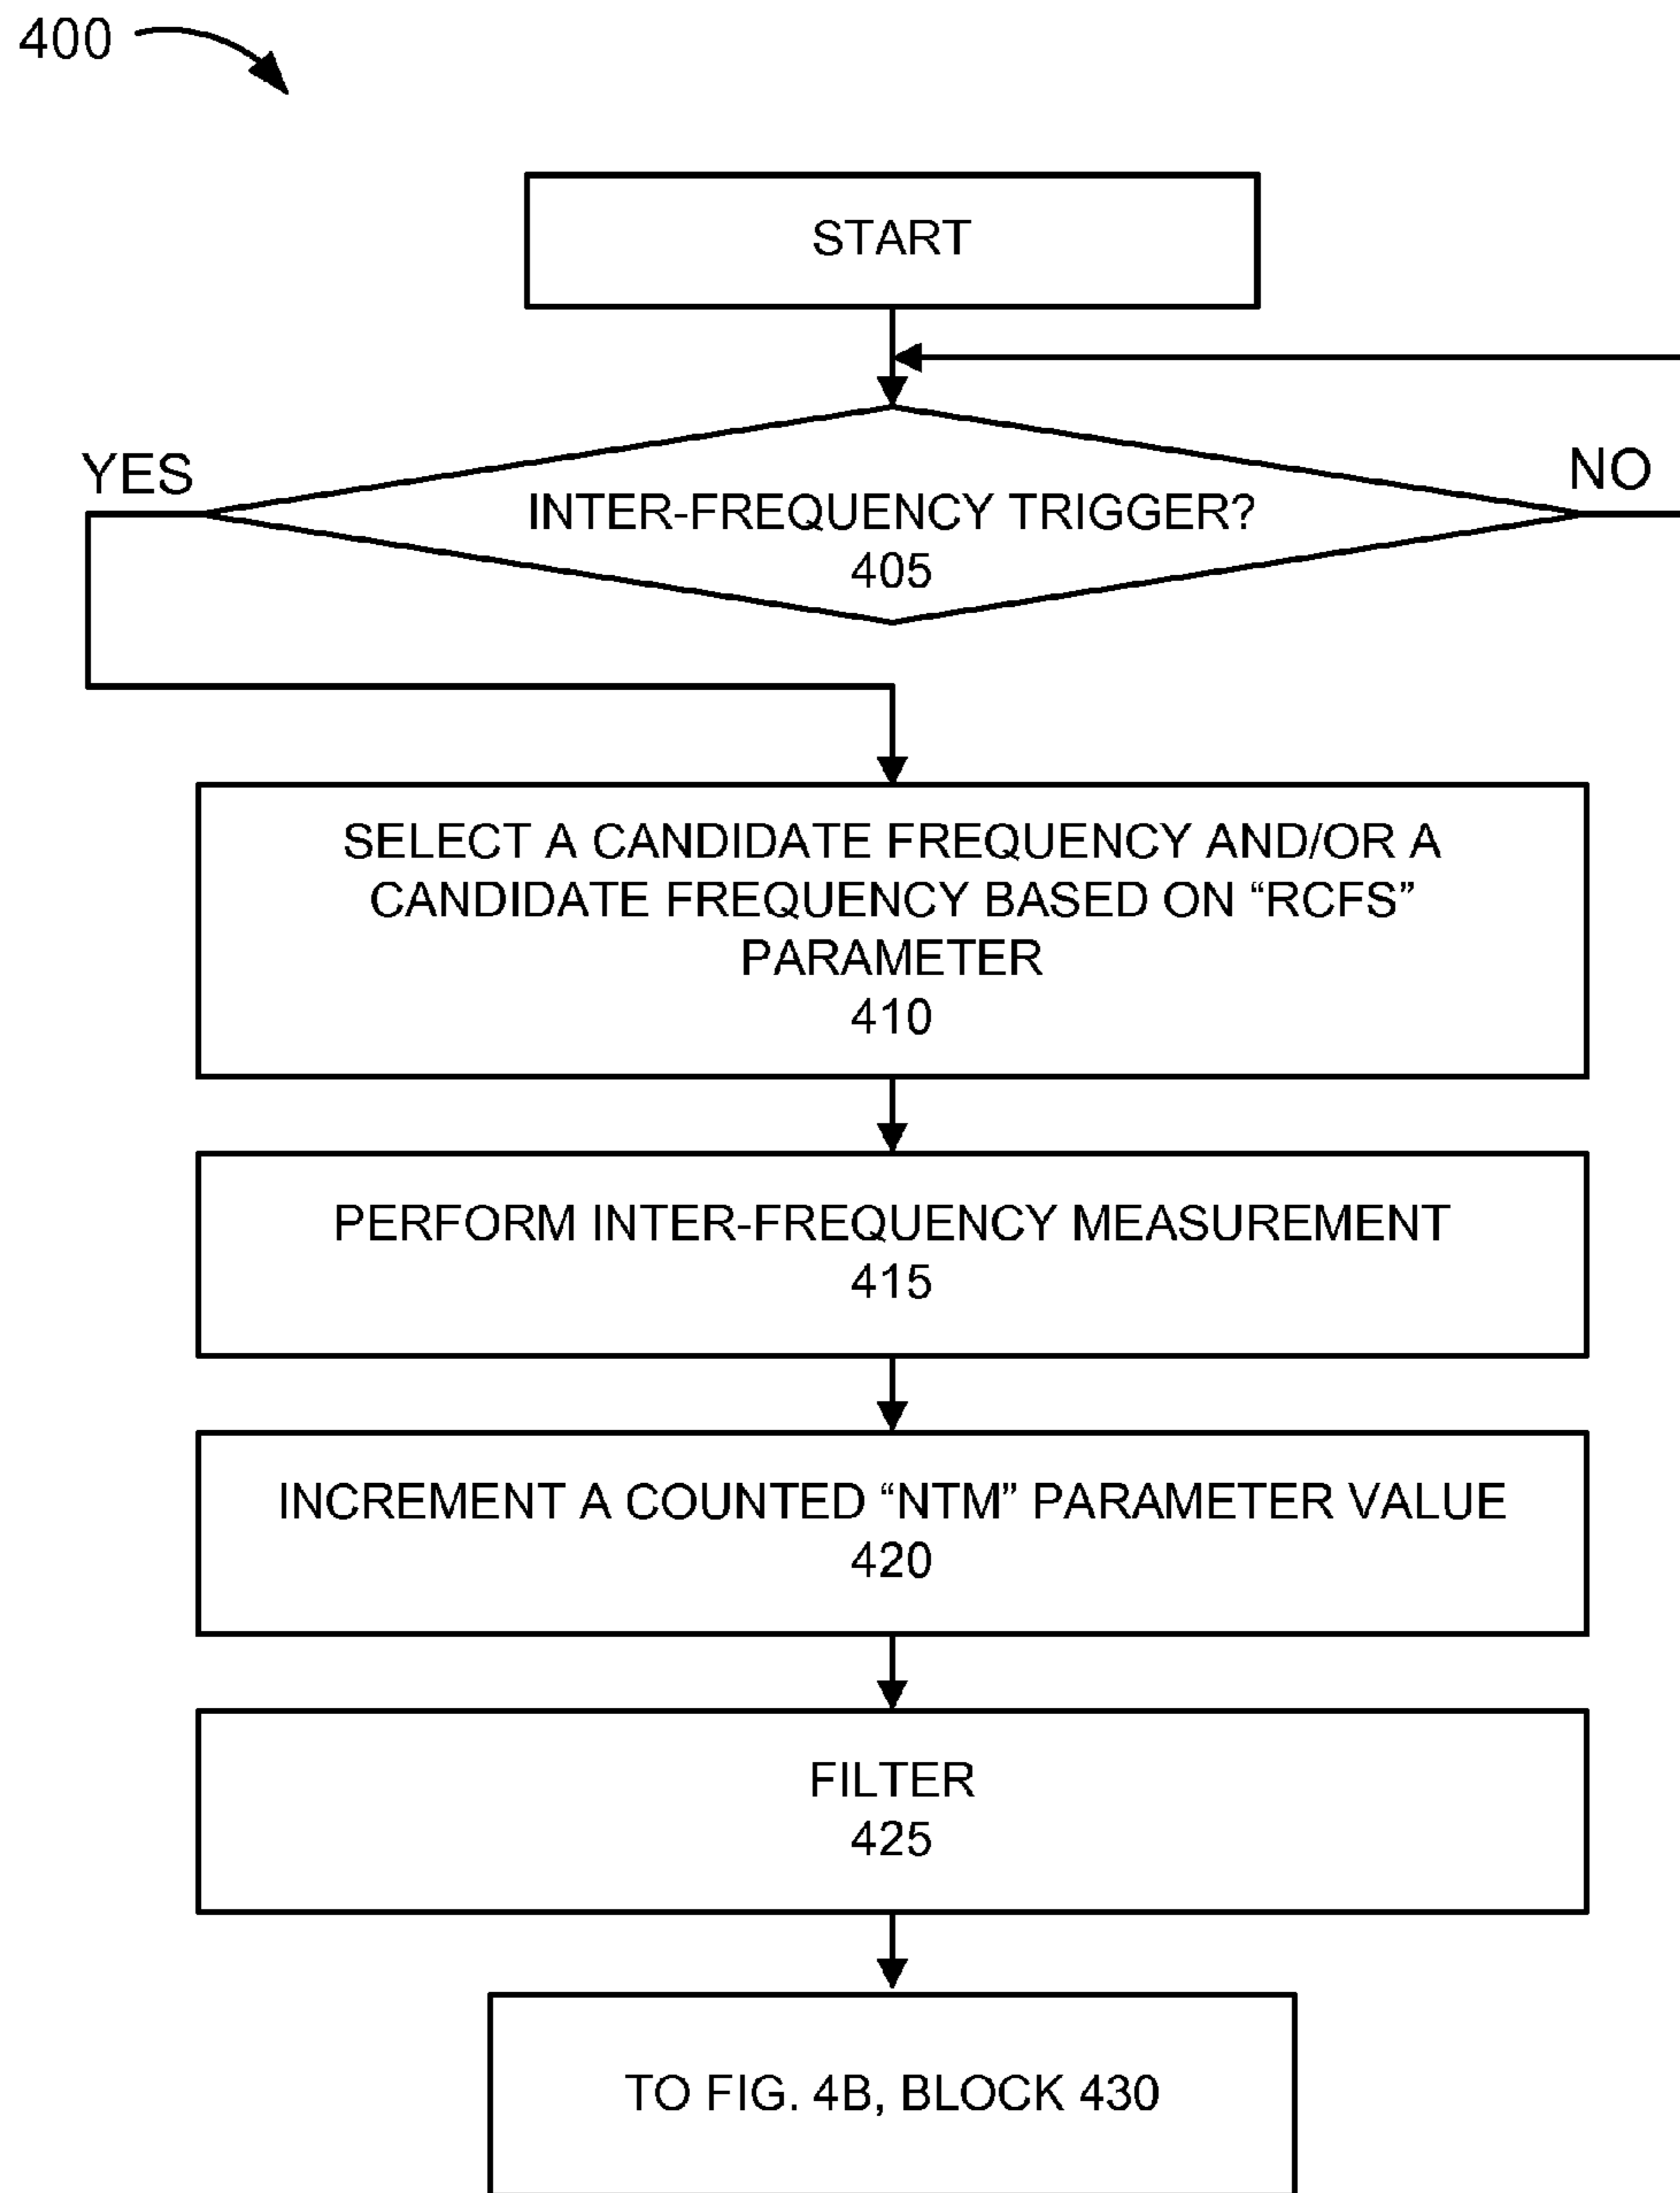 400
START
YES
NO
INTER-FREQUENCY TRIGGER?
405
SELECT A CANDIDATE FREQUENCY AND/OR A
CANDIDATE FREQUENCY BASED ON “RCFS”
PARAMETER
410
PERFORM INTER-FREQUENCY MEASUREMENT
415
INCREMENT A COUNTED “NTM” PARAMETER VALUE
420
FILTER
425
TO FIG. 4B, BLOCK 430